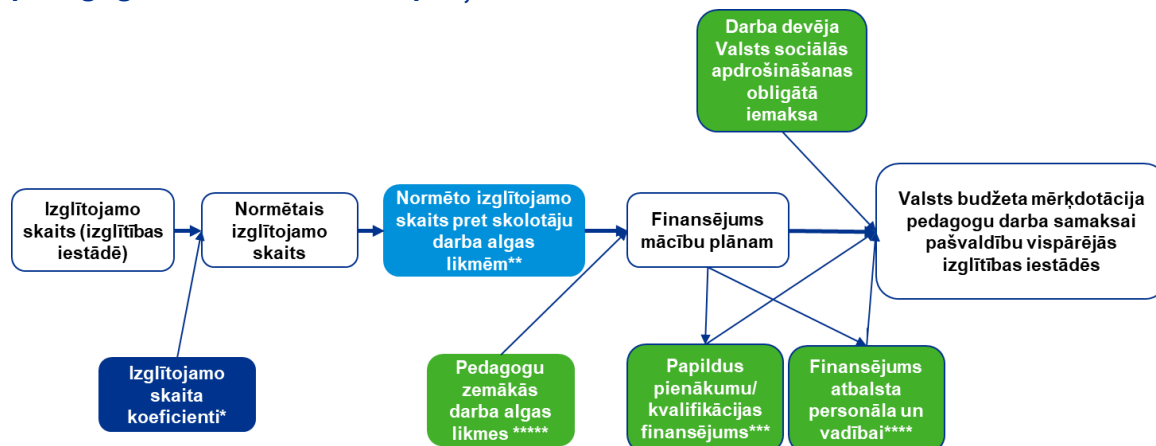 Darba devēja
Valsts sociālās
apdrošināšanas
obligātā
iemaksa
Izglītojamo
skaits (izglītības
iestādē)
Normētais
izglītojamo
skaits
Normēto izglītojamo
skaits pret skolotāju
darba algas
likmēm**
Finansējums
mācību plānam
Valsts budžeta mērķdotācija
pedagogu darba samaksai
pašvaldību vispārējās
izglītības iestādēs
Izglītojamo
skaita
koeficienti*
Pedagogu
zemākās
darba algas
likmes *****
Papildus
pienākumu/
kvalifikācijas
finansējums***
Finansējums
atbalsta
personāla un
vadībai****